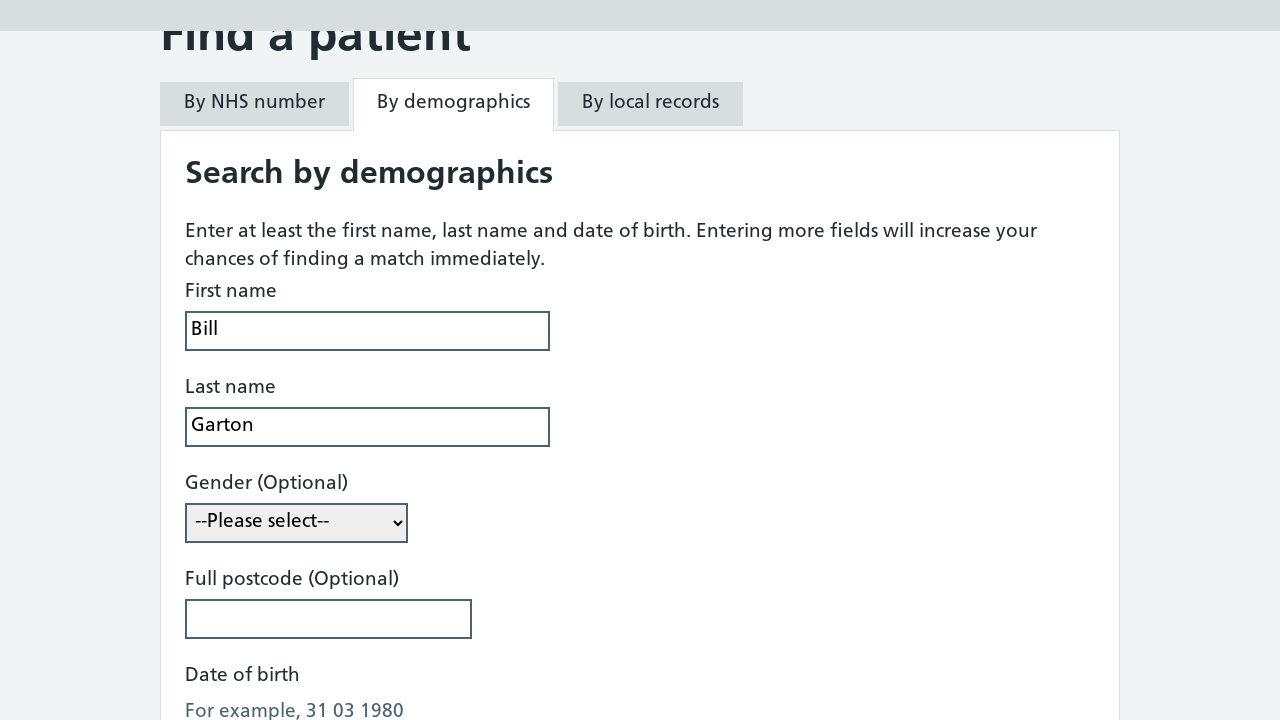 Find a patient
By NHS number
By demographics
By local records
Search by demographics
Enter at least the first name, last name and date of birth. Entering more fields will increase your
chances of finding a match immediately.
First name
Bill
Last name
Garton
Gender (Optional)
--Please select--
Full postcode (Optional)
Date of birth
For example, 31 03 1980